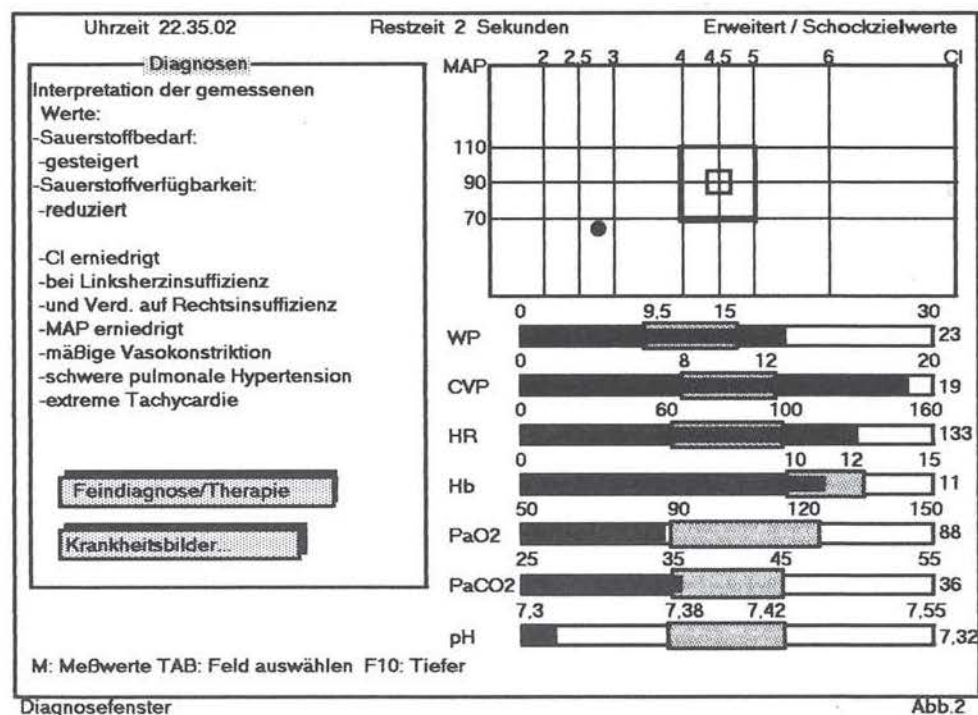 Uhrzeit 22.35.02 Restzeit 2 Sekunden Erweitert / Schockzielwerte
Diagnosen
Interpretation der gemessenen
Werte:
-Sauerstoffbedarf:
-gesteigert
-Sauerstoffverfügbarkeit:
-reduziert
-CI erniedrigt
-bei Linksherzinsuffizienz
-und Verd. auf Rechtsinsuffizienz
-MAP erniedrigt
-mäßige Vasokonstriktion
-schwere pulmonale Hypertension
-extreme Tachycardie
Feindiagnose/Therapie
Krankheitsbilder...
MAP 2 2,5 3 4 4,5 5 6 CI
110
90
70
0 9,5 15 30
WP 23
0 8 12 20
CVP 19
0 60 100 160
HR 133
0 10 12 15
Hb 11
50 90 120 150
PaO2 88
25 35 45 55
PaCO2 36
7,3 7,38 7,42 7,55
pH 7,32
M: Meßwerte TAB: Feld auswählen F10: Tiefer
Diagnosefenster Abb.2